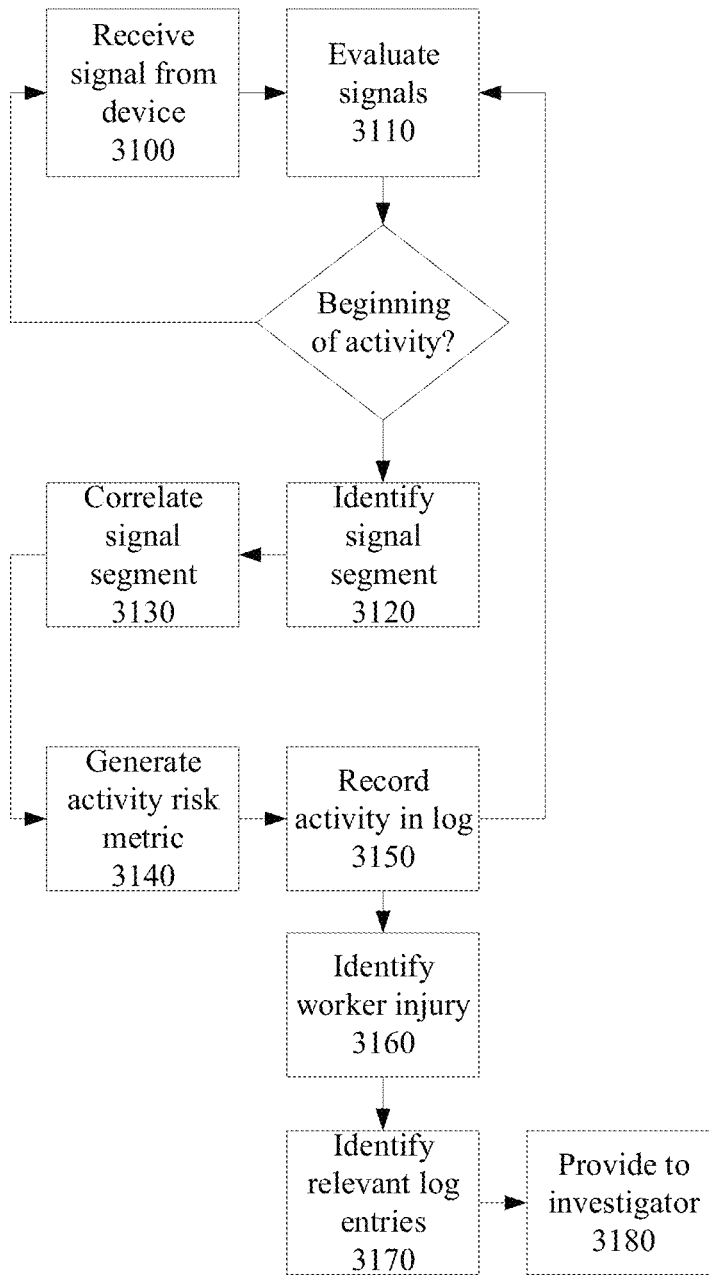 Receive
signal from
device
3100
Evaluate
signals
3110
Beginning
of activity?
Correlate
signal
segment
3130
Identify
signal
segment
3120
Generate
activity risk
metric
3140
Record
activity in log
3150
Identify
worker injury
3160
Identify
relevant log
entries
3170
Provide to
investigator
3180